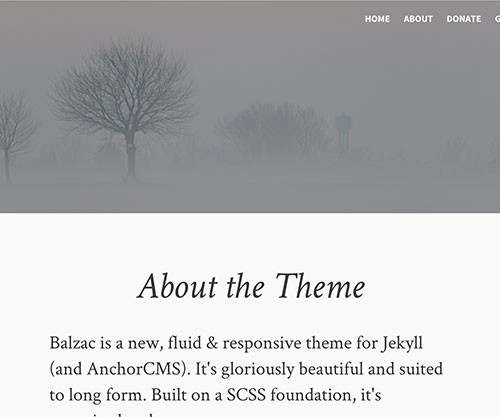 HOME ABOUT DONATE G
About the Theme
Balzac is a new, fluid & responsive theme for Jekyll
(and AnchorCMS). It's gloriously beautiful and suited
to long form. Built on a SCSS foundation, it's